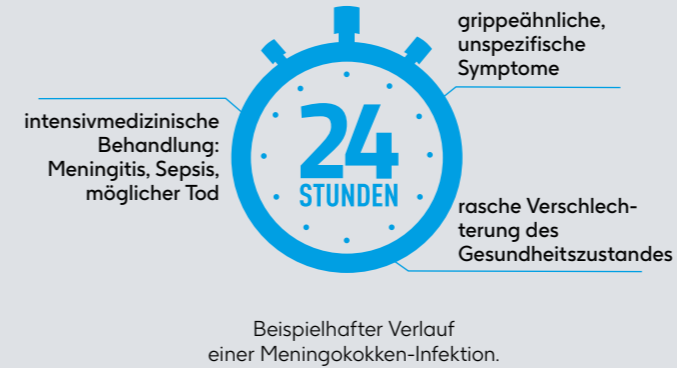 grippeähnliche,
unspezifische
Symptome
24
STUNDEN
rasche Verschlech-
terung des
Gesundheitszustandes
intensivmedizinische
Behandlung:
Meningitis, Sepsis,
möglicher Tod
Beispielhafter Verlauf
einer Meningokokken-Infektion.